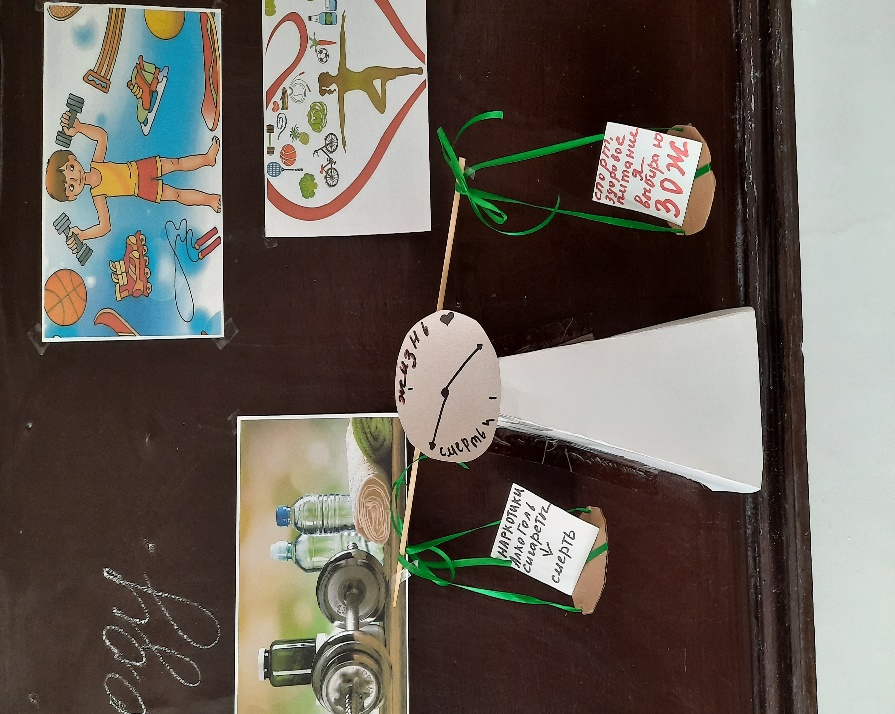 жизнь
смерть
спорт,
здоровое
питание
я
выбираю
ЗОЖ
НАРКОТИКИ
Алкоголь
сигареты
↓
смерть